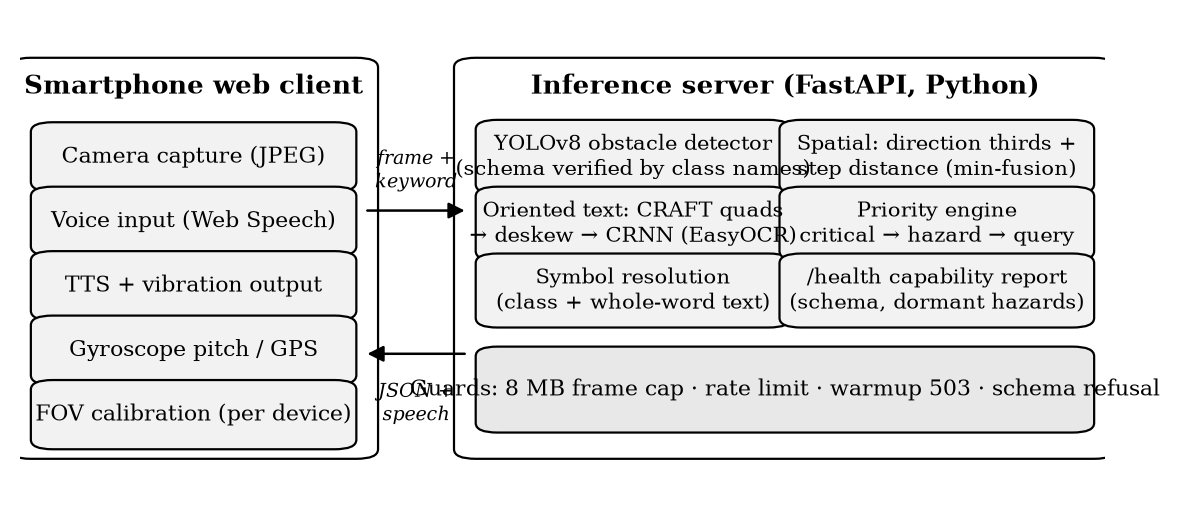 Smartphone web client
Camera capture (JPEG)
Voice input (Web Speech)
TTS + vibration output
Gyroscope pitch / GPS
FOV calibration (per device)
frame +
keyword
JSON +
speech
Inference server (FastAPI, Python)
YOLOv8 obstacle detector
(schema verified by class names)
Spatial: direction thirds +
step distance (min-fusion)
Oriented text: CRAFT quads
→ deskew → CRNN (EasyOCR)
Priority engine
critical → hazard → query
Symbol resolution
(class + whole-word text)
/health capability report
(schema, dormant hazards)
Guards: 8 MB frame cap · rate limit · warmup 503 · schema refusal